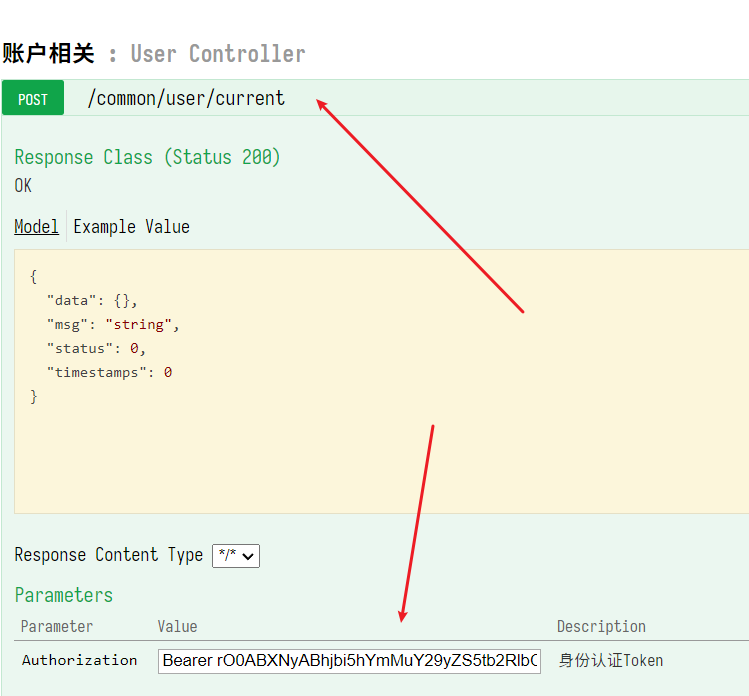 账户相关 : User Controller
POST /common/user/current
Response Class (Status 200)
OK
Model Example Value
{
"data": {},
"msg": "string",
"status": 0,
"timestamps": 0
}
Response Content Type */*
Parameters
Parameter Value Description
Authorization Bearer rO0ABXNyABhjbi5hYmMuY29yZS5tb2RlbC 身份认证Token